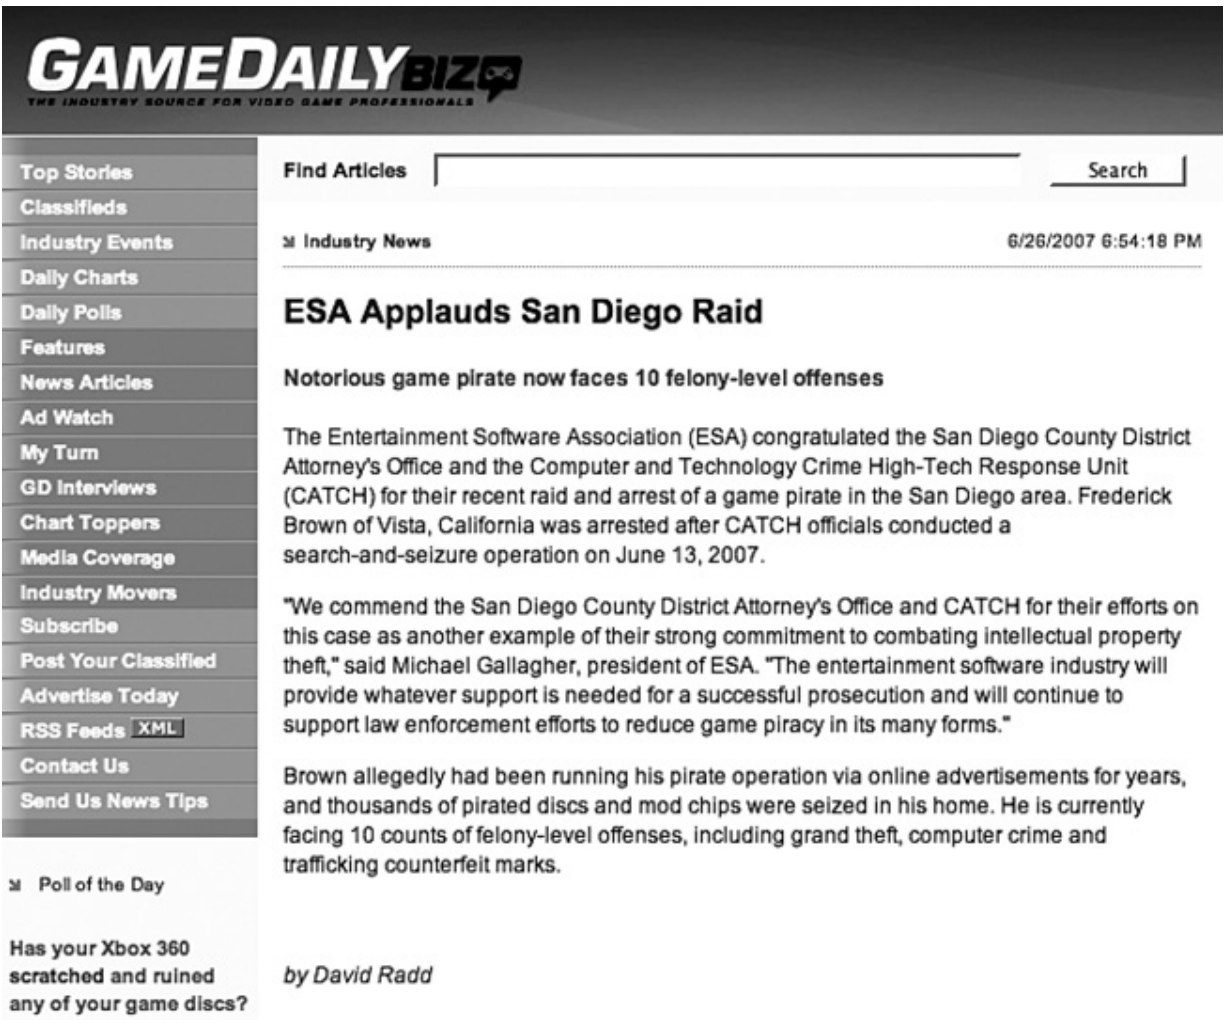 GAMEDAILY BIZ
THE INDUSTRY SOURCE FOR VIDEO GAME PROFESSIONALS
Top Stories
Classifieds
Industry Events
Daily Charts
Daily Polls
Features
News Articles
Ad Watch
My Turn
GD Interviews
Chart Toppers
Media Coverage
Industry Movers
Subscribe
Post Your Classified
Advertise Today
RSS Feeds XML
Contact Us
Send Us News Tips
Poll of the Day
Has your Xbox 360
scratched and ruined
any of your game discs?
Find Articles Search
Industry News 6/26/2007 6:54:18 PM
ESA Applauds San Diego Raid
Notorious game pirate now faces 10 felony-level offenses
The Entertainment Software Association (ESA) congratulated the San Diego County District
Attorney's Office and the Computer and Technology Crime High-Tech Response Unit
(CATCH) for their recent raid and arrest of a game pirate in the San Diego area. Frederick
Brown of Vista, California was arrested after CATCH officials conducted a
search-and-seizure operation on June 13, 2007.
"We commend the San Diego County District Attorney's Office and CATCH for their efforts on
this case as another example of their strong commitment to combating intellectual property
theft," said Michael Gallagher, president of ESA. "The entertainment software industry will
provide whatever support is needed for a successful prosecution and will continue to
support law enforcement efforts to reduce game piracy in its many forms."
Brown allegedly had been running his pirate operation via online advertisements for years,
and thousands of pirated discs and mod chips were seized in his home. He is currently
facing 10 counts of felony-level offenses, including grand theft, computer crime and
trafficking counterfeit marks.
by David Radd